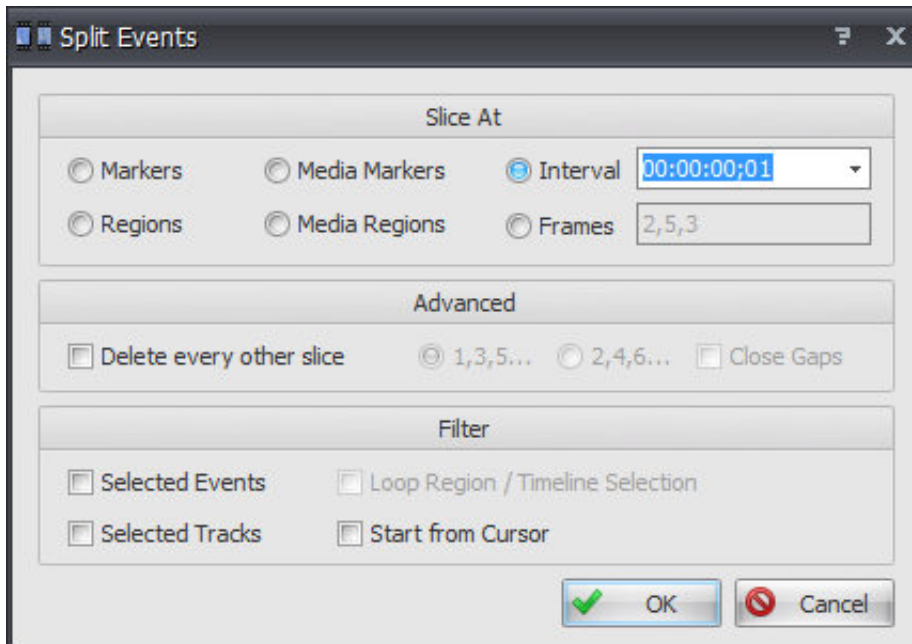 Split Events ? X
Slice At
Markers Media Markers Interval 00:00:00;01
Regions Media Regions Frames 2,5,3
Advanced
Delete every other slice 1,3,5... 2,4,6... Close Gaps
Filter
Selected Events Loop Region / Timeline Selection
Selected Tracks Start from Cursor
OK Cancel